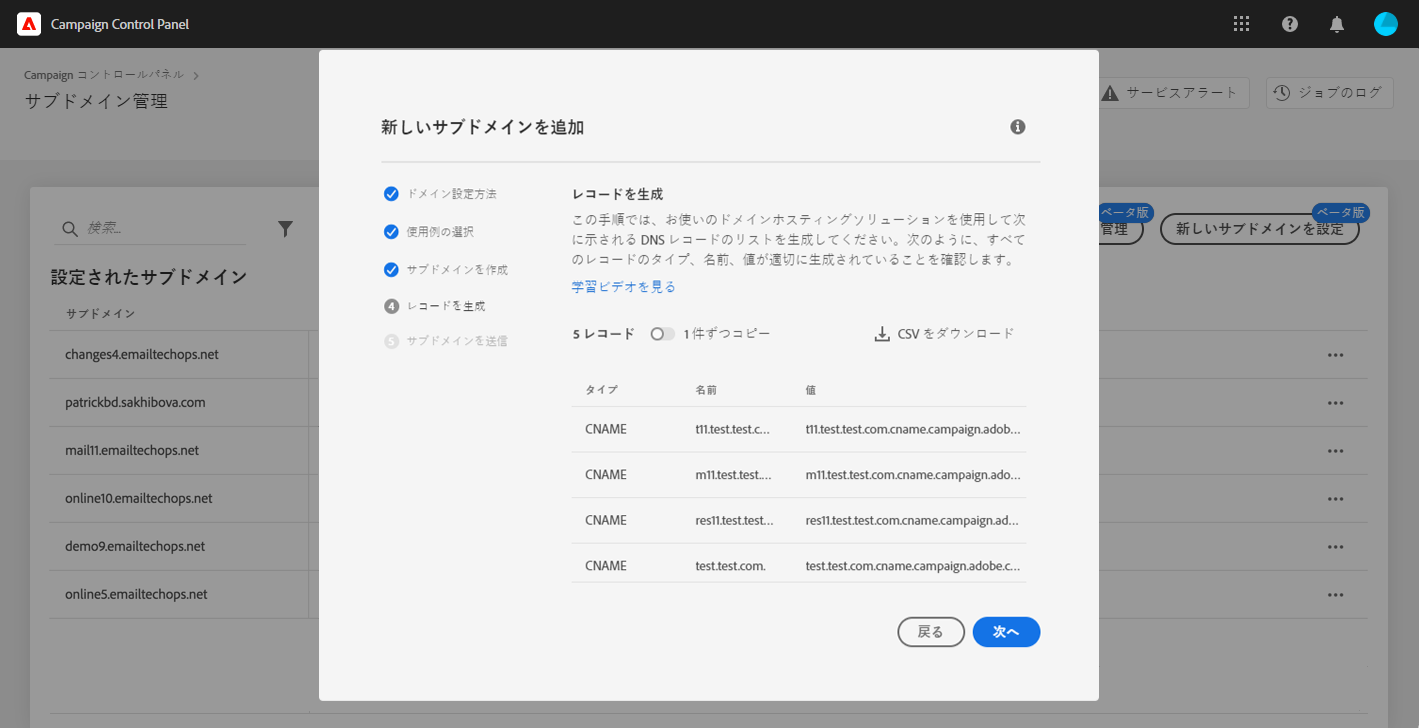 Campaign Control Panel
Campaign コントロールパネル
サブドメイン管理
サービスアラート
ジョブのログ
検索...
設定されたサブドメイン
サブドメイン
changes4.emailtechops.net
patrickbd.sakhibova.com
mail11.emailtechops.net
online10.emailtechops.net
demo9.emailtechops.net
online5.emailtechops.net
ベータ版
管理
ベータ版
新しいサブドメインを設定
新しいサブドメインを追加
ドメイン設定方法
使用例の選択
サブドメインを作成
4 レコードを生成
5 サブドメインを送信
レコードを生成
この手順では、お使いのドメインホスティングソリューションを使用して次
に示される DNS レコードのリストを生成してください。次のように、すべて
のレコードのタイプ、名前、値が適切に生成されていることを確認します。
学習ビデオを見る
5 レコード 1 件ずつコピー CSV をダウンロード
タイプ 名前 値
CNAME t11.test.test.c... t11.test.test.com.cname.campaign.adob...
CNAME m11.test.test.... m11.test.test.com.cname.campaign.ado...
CNAME res11.test.test... res11.test.test.com.cname.campaign.ad...
CNAME test.test.com. test.test.com.cname.campaign.adobe.c...
戻る 次へ